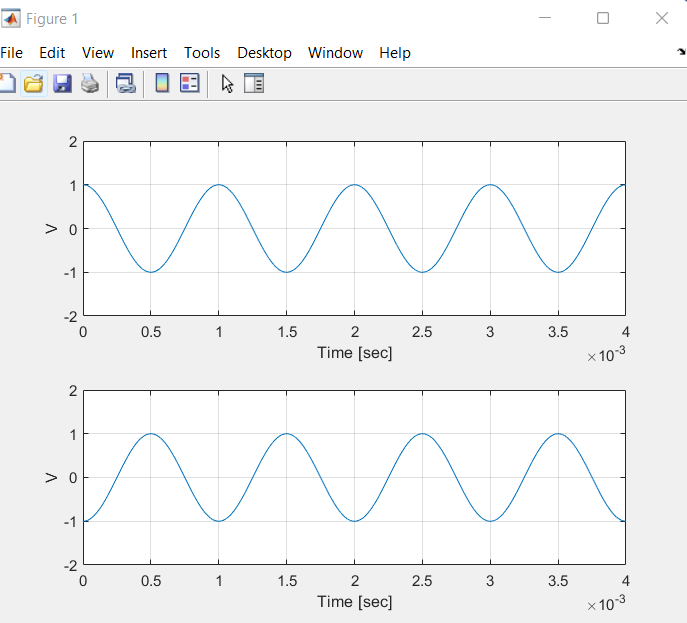 Figure 1
File Edit View Insert Tools Desktop Window Help
2
1
0
-1
-2
V
0 0.5 1 1.5 2 2.5 3 3.5 4
Time [sec]
×10-3
2
1
0
-1
-2
V
0 0.5 1 1.5 2 2.5 3 3.5 4
Time [sec]
×10-3